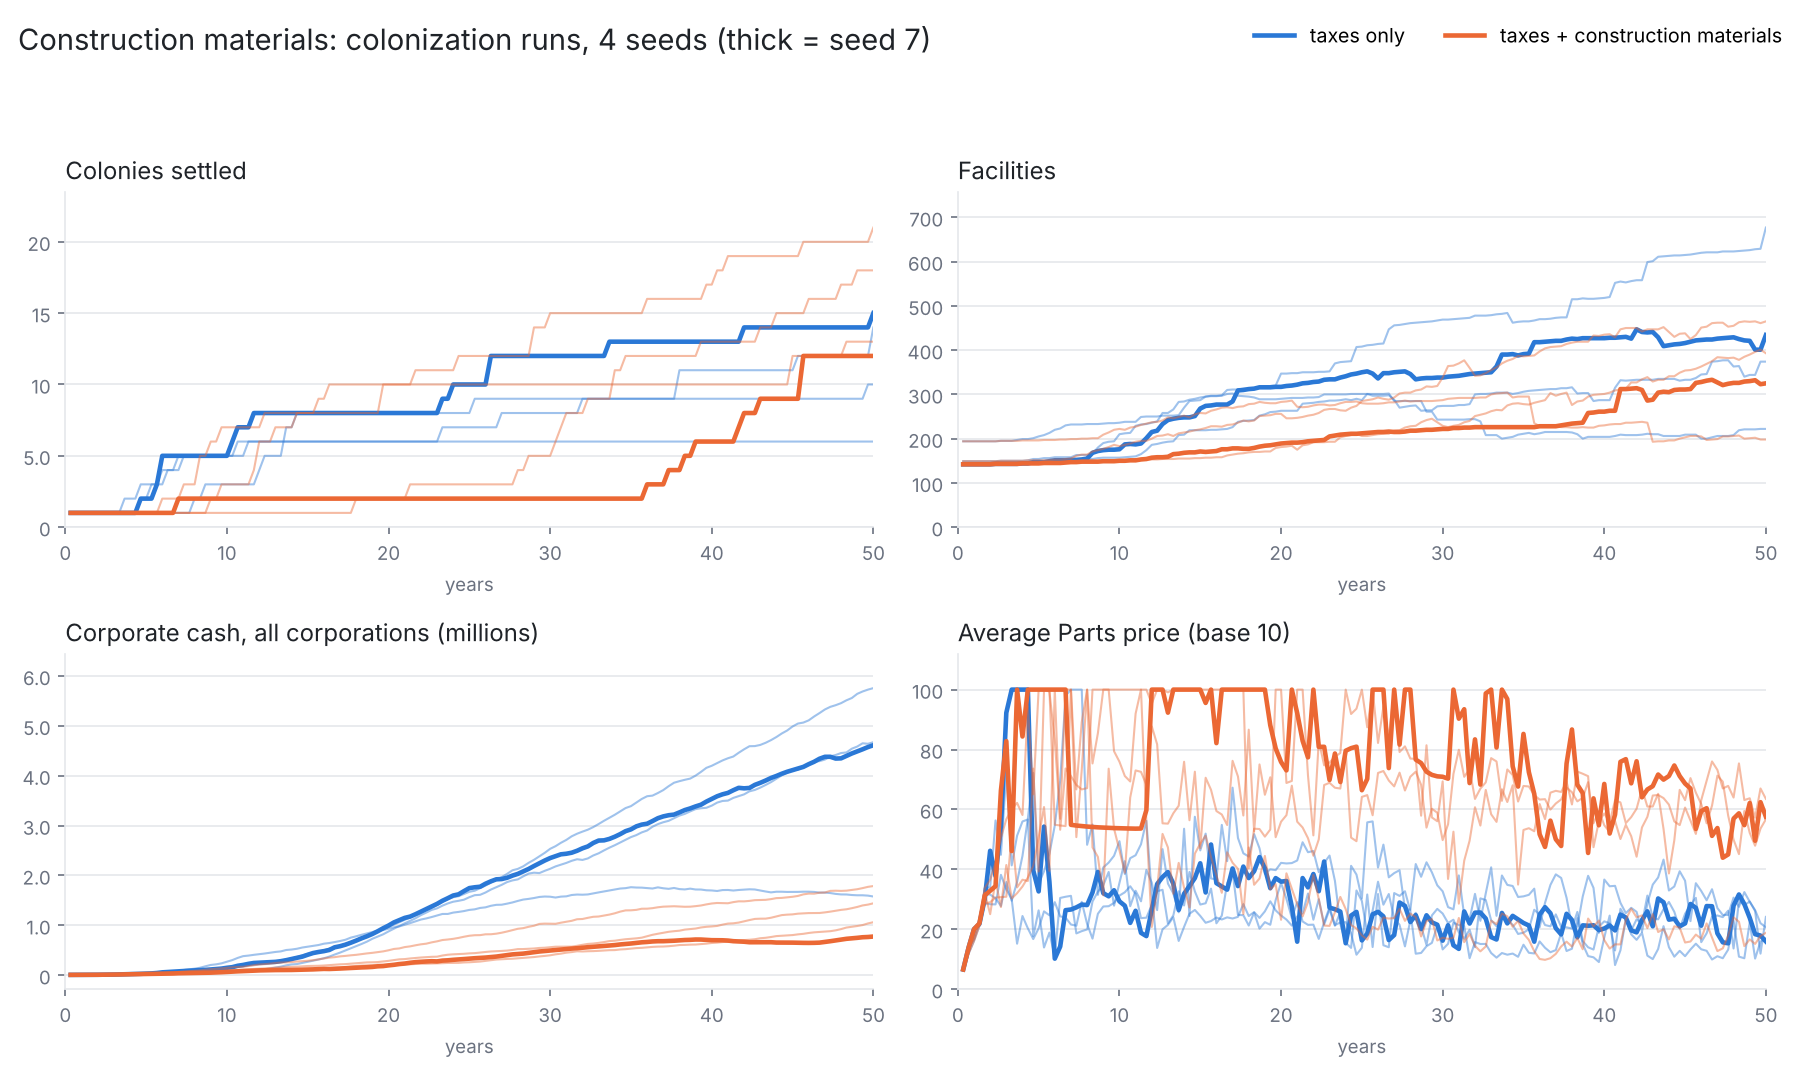 Construction materials: colonization runs, 4 seeds (thick = seed 7)
taxes only
taxes + construction materials
Colonies settled
20
15
10
5.0
0
0 10 20 30 40 50
years
Facilities
700
600
500
400
300
200
100
0
0 10 20 30 40 50
years
Corporate cash, all corporations (millions)
6.0
5.0
4.0
3.0
2.0
1.0
0
0 10 20 30 40 50
years
Average Parts price (base 10)
100
80
60
40
20
0
0 10 20 30 40 50
years